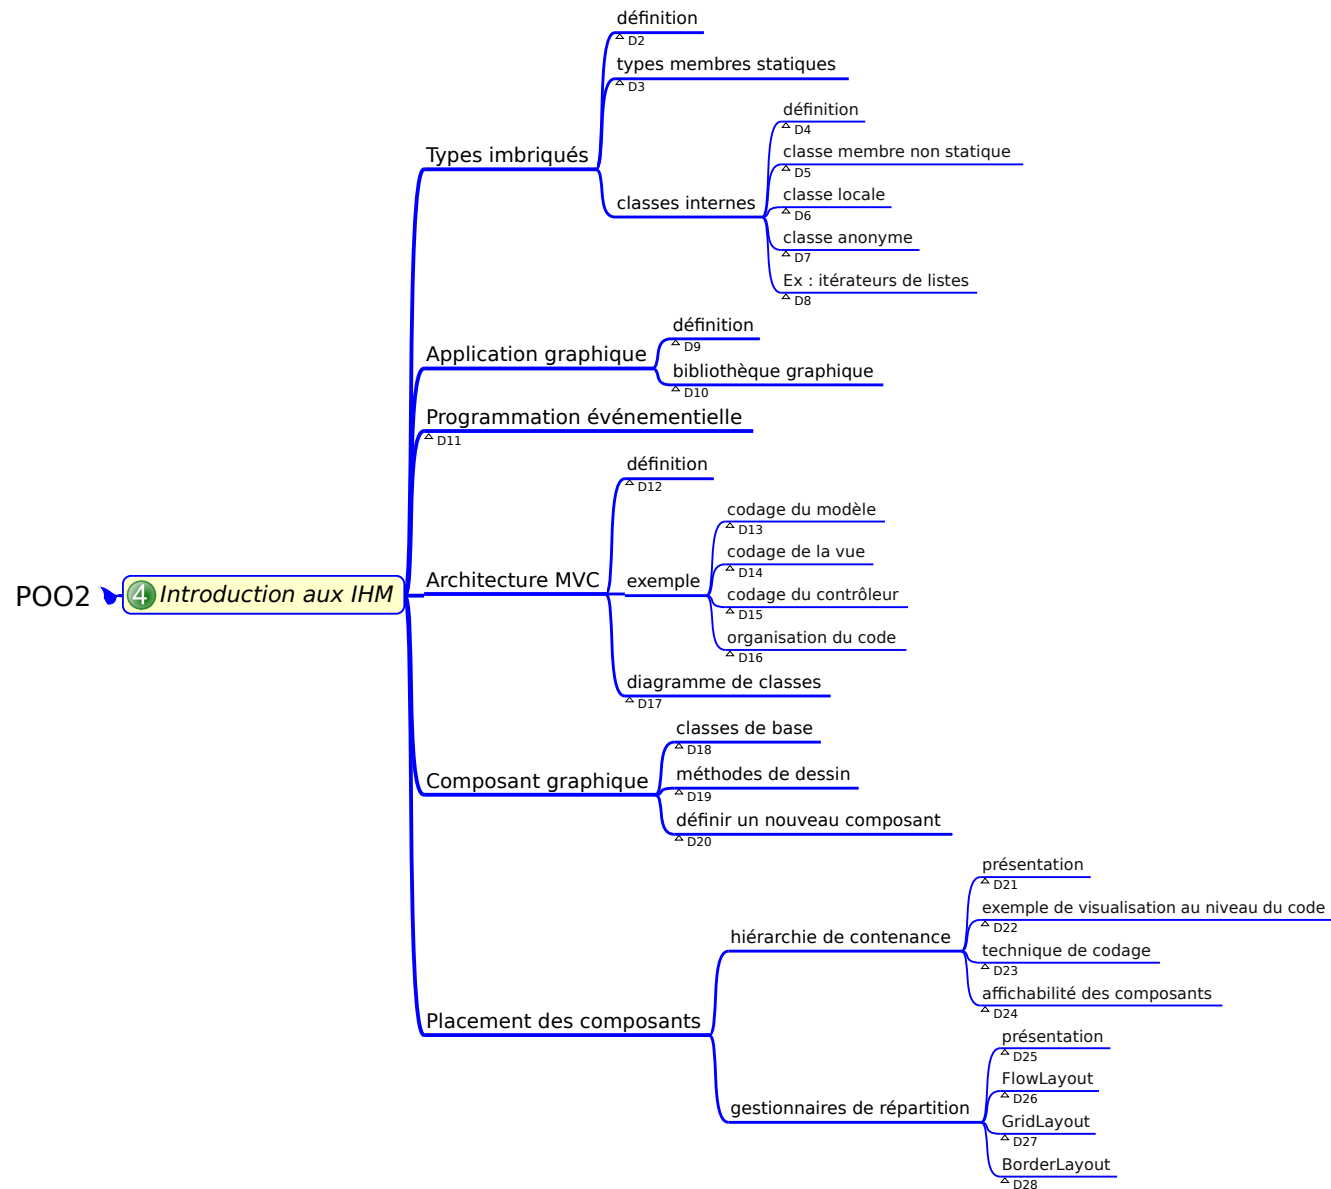 POO2
4 Introduction aux IHM
Types imbriqués
définition
D2
types membres statiques
D3
classes internes
définition
D4
classe membre non statique
D5
classe locale
D6
classe anonyme
D7
Ex : itérateurs de listes
D8
Application graphique
définition
D9
bibliothèque graphique
D10
Programmation événementielle
D11
Architecture MVC
définition
D12
exemple
codage du modèle
D13
codage de la vue
D14
codage du contrôleur
D15
organisation du code
D16
diagramme de classes
D17
Composant graphique
classes de base
D18
méthodes de dessin
D19
définir un nouveau composant
D20
Placement des composants
hiérarchie de contenance
présentation
D21
exemple de visualisation au niveau du code
D22
technique de codage
D23
affichabilité des composants
D24
gestionnaires de répartition
présentation
D25
FlowLayout
D26
GridLayout
D27
BorderLayout
D28